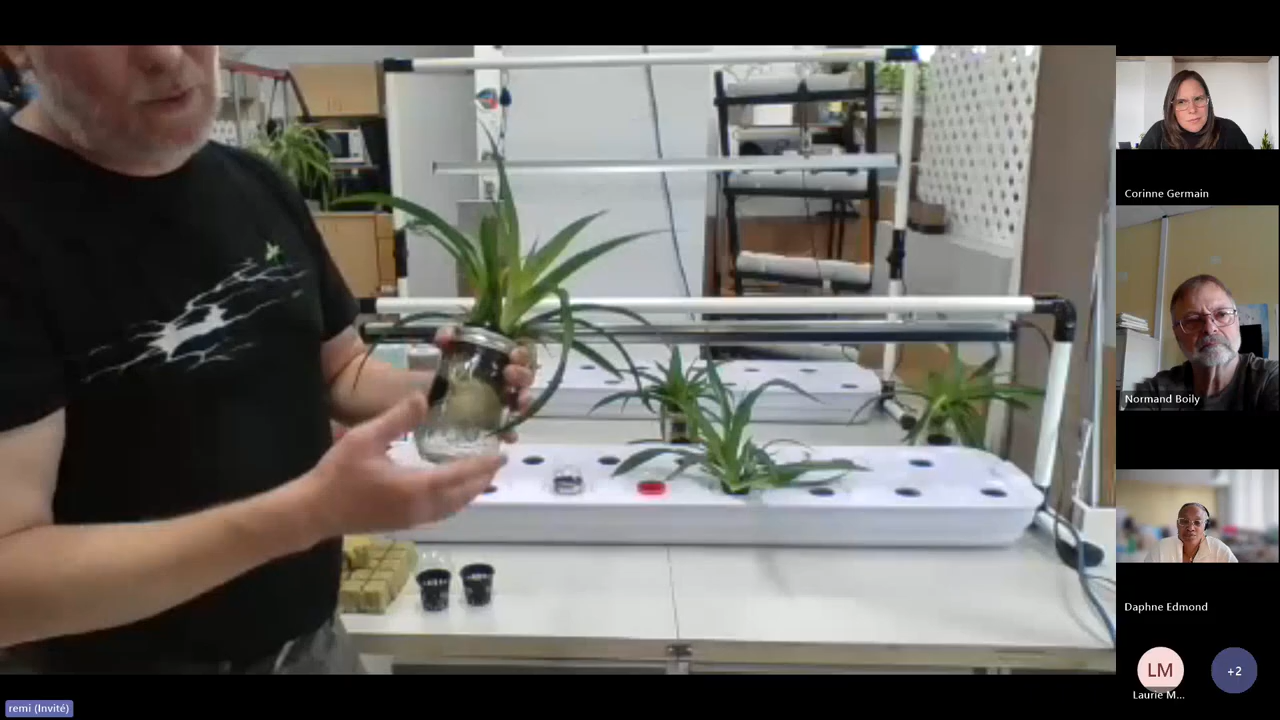 Corinne Germain
Normand Boily
Daphne Edmond
LM
Laurie M...
+2
remi (Invité)